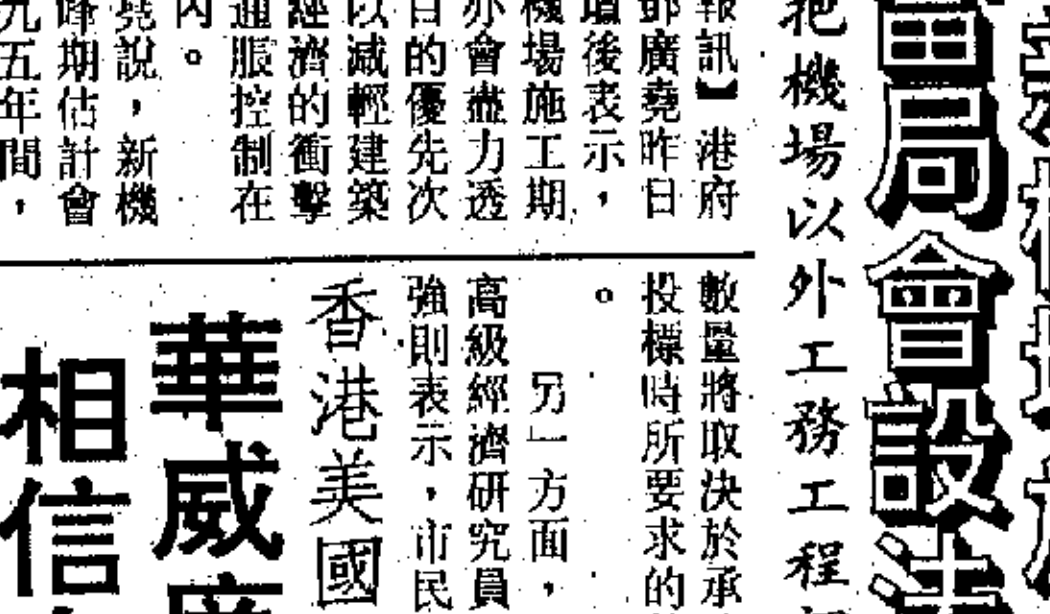 當局會設法
把機場以外工務工程
報訊】港府
鄧廣堯昨日
項後表示，
機場施工期
亦會盡力透
目的優先次
以減輕建築
經濟的衝擊
通脹控制在
內。
堯說，新機
峰期估計會
九五年間，
數量將取決於承
投標時所要求的
。
另一方面，
高級經濟研究員
強則表示，市民
香港美國
華威
相信